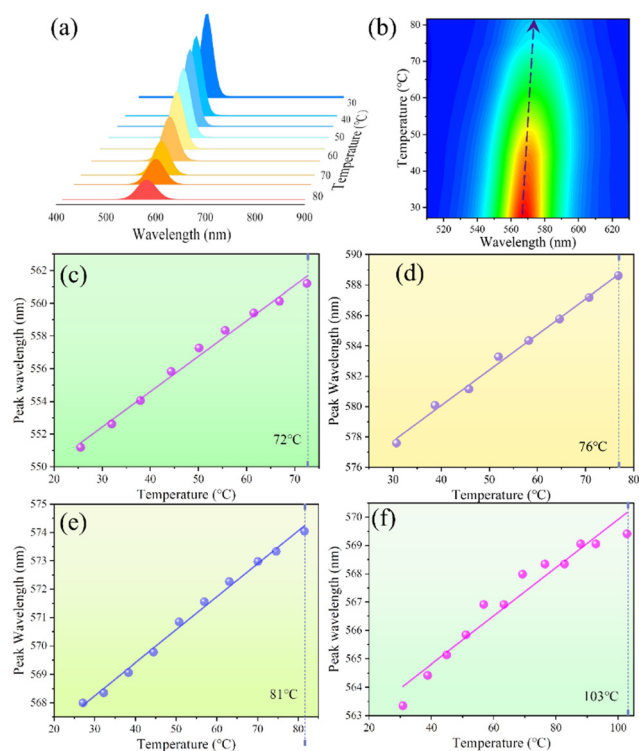 (a)
30
40
50
60
70
80
Temperature (℃)
400 500 600 700 800 900
Wavelength (nm)
(b)
80
70
60
50
40
30
Temperature (℃)
520 540 560 580 600 620
Wavelength (nm)
(c)
562
560
558
556
554
552
550
Peak wavelength (nm)
72℃
20 30 40 50 60 70
Temperature (℃)
(d)
590
588
586
584
582
580
578
576
Peak Wavelength (nm)
76℃
30 40 50 60 70 80
Temperature (℃)
(e)
575
574
573
572
571
570
569
568
Peak Wavelength (nm)
81℃
20 30 40 50 60 70 80
Temperature (℃)
(f)
570
569
568
567
566
565
564
563
Peak Wavelength (nm)
103℃
20 40 60 80 100
Temperature (℃)